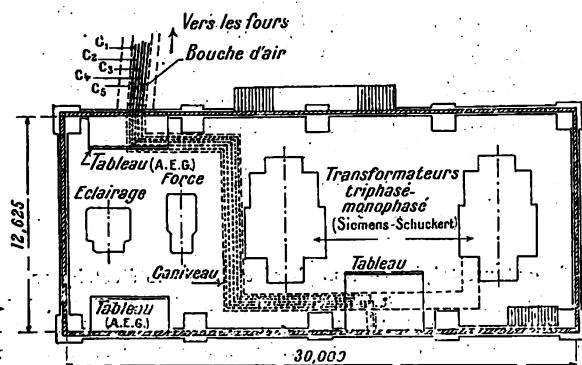 Vers les fours
C1
C2
Bouche d'air
C3
C4
C5
Tableau (A.E.G.)
Force
Eclairage
Transformateurs
triphasé-
monophasé
(Siemens-Schuckert)
12,625
Caniveau
Tableau
Tableau
(A.E.G.)
30,000